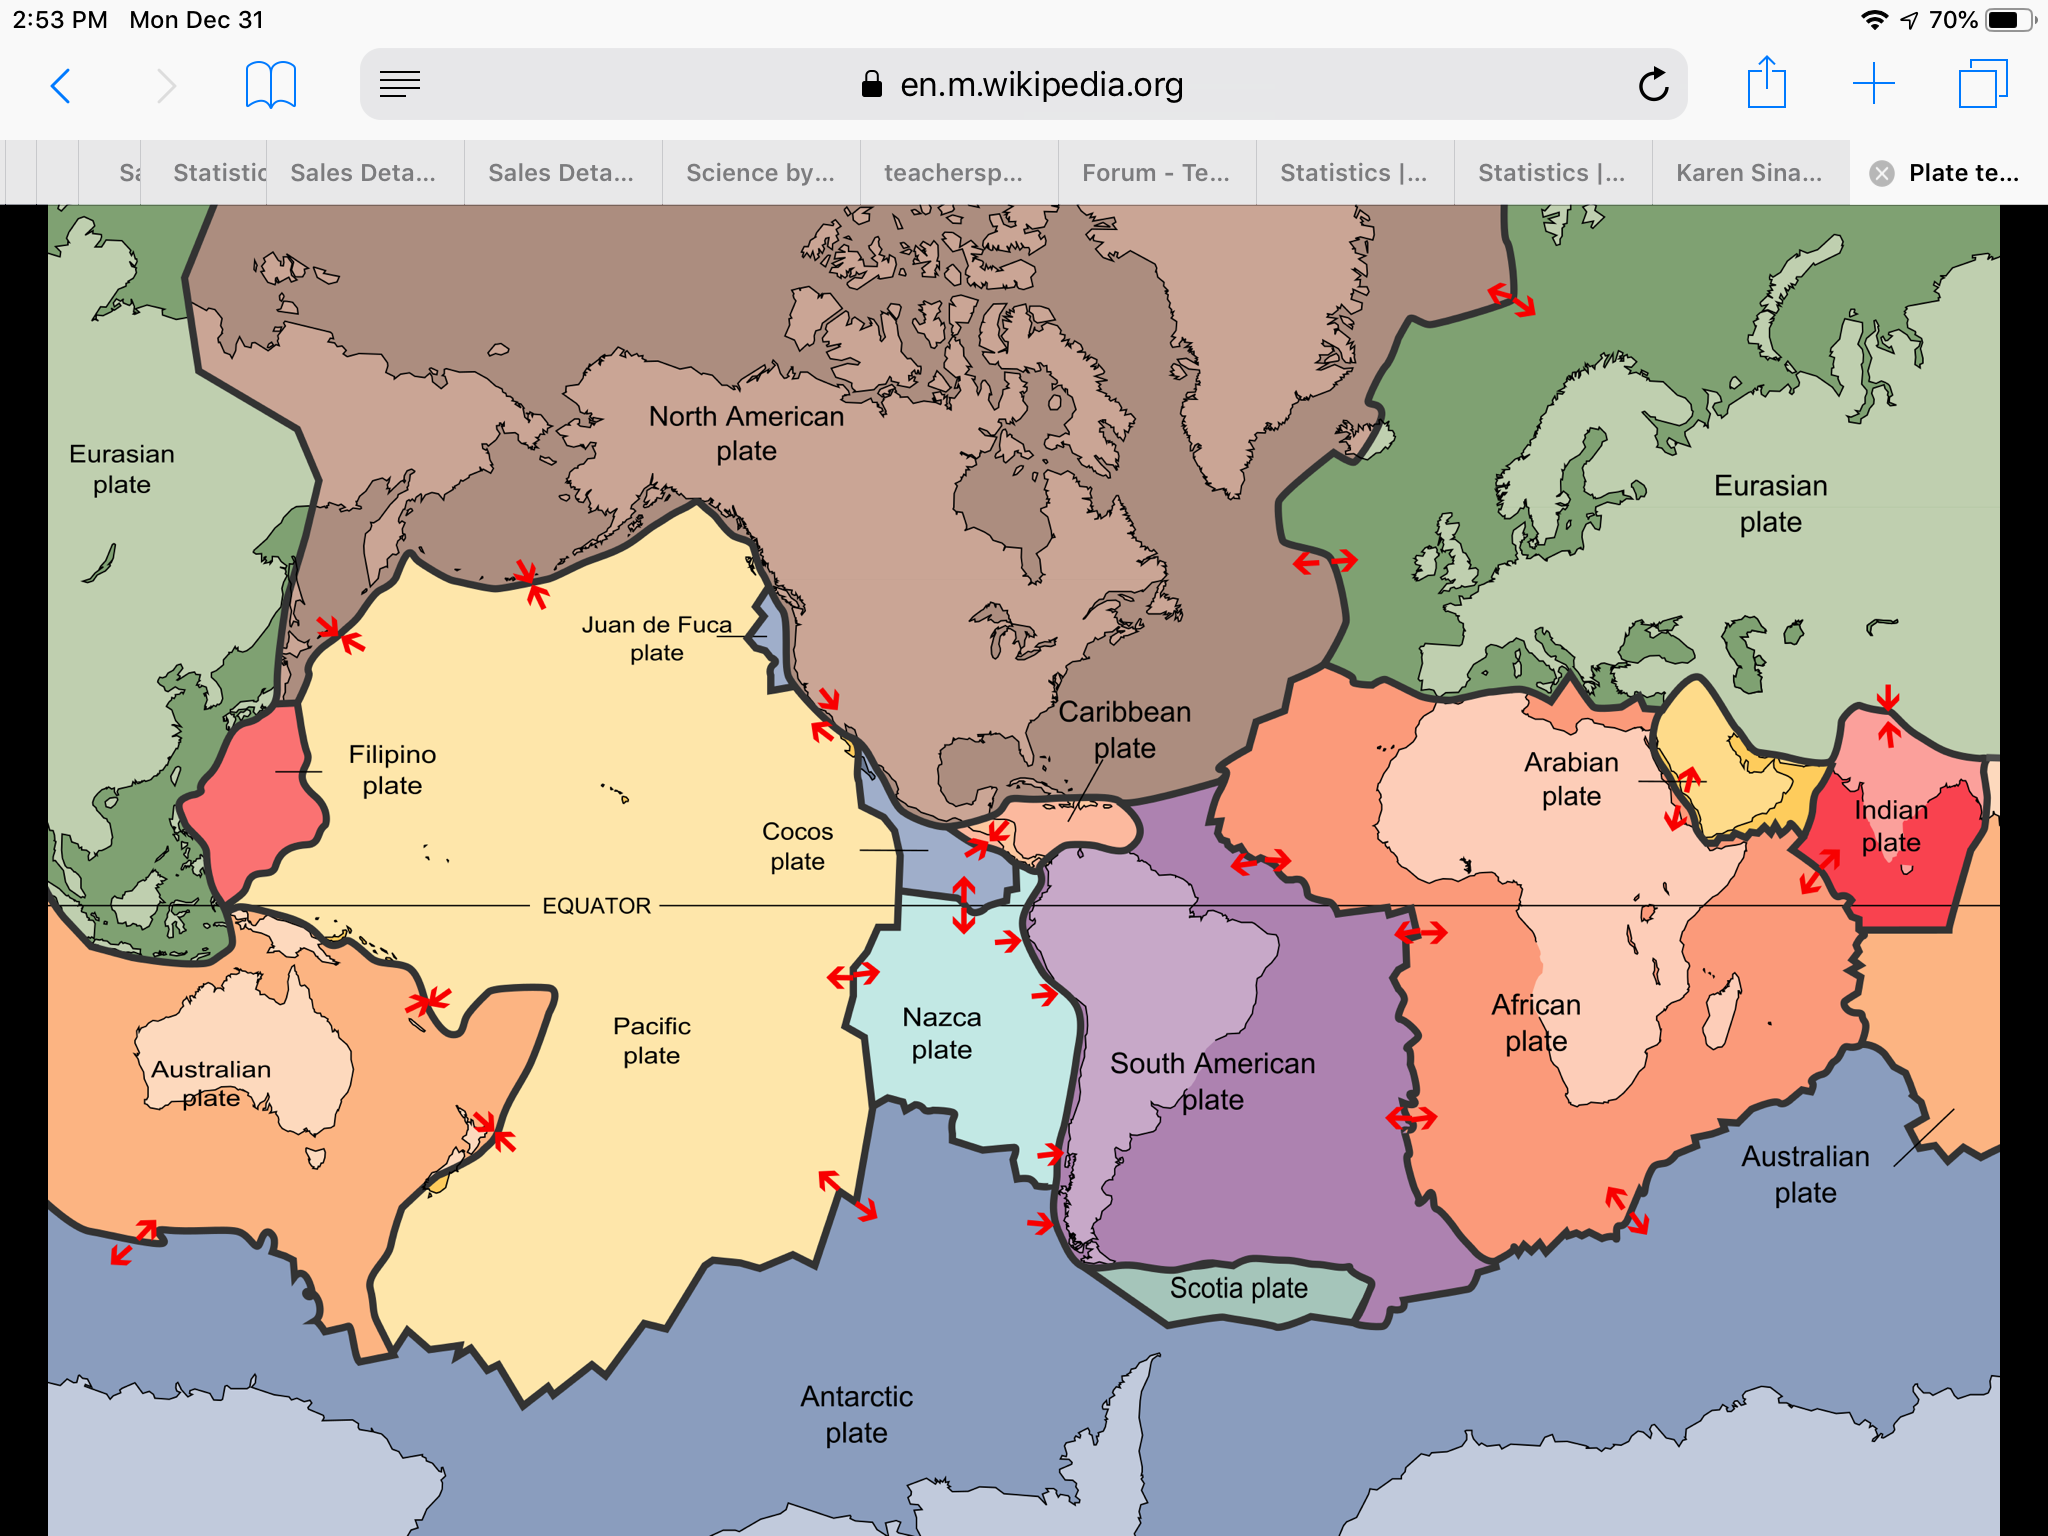 2:53 PM Mon Dec 31
70%
en.m.wikipedia.org
Sa
Statistic
Sales Deta...
Sales Deta...
Science by...
teachersp...
Forum - Te...
Statistics |...
Statistics |...
Karen Sina...
Plate te...
North American
plate
Eurasian
plate
Eurasian
plate
Juan de Fuca
plate
Caribbean
plate
Filipino
plate
Arabian
plate
Indian
plate
Cocos
plate
EQUATOR
Pacific
plate
Nazca
plate
African
plate
Australian
plate
South American
plate
Australian
plate
Scotia plate
Antarctic
plate